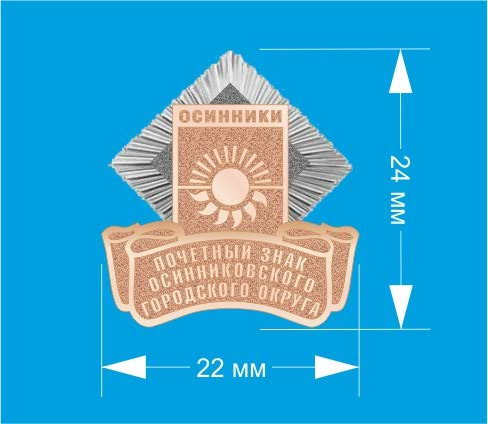 ОСИННИКИ
ПОЧЕТНЫЙ ЗНАК
ОСИННИКОВСКОГО
ГОРОДСКОГО ОКРУГА
24 мм
22 мм